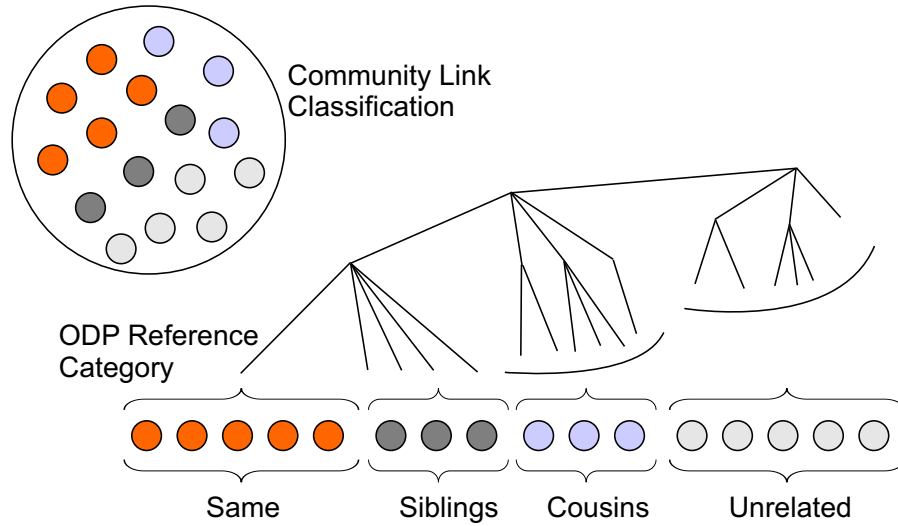 Community Link
Classification
ODP Reference
Category
Same
Siblings
Cousins
Unrelated